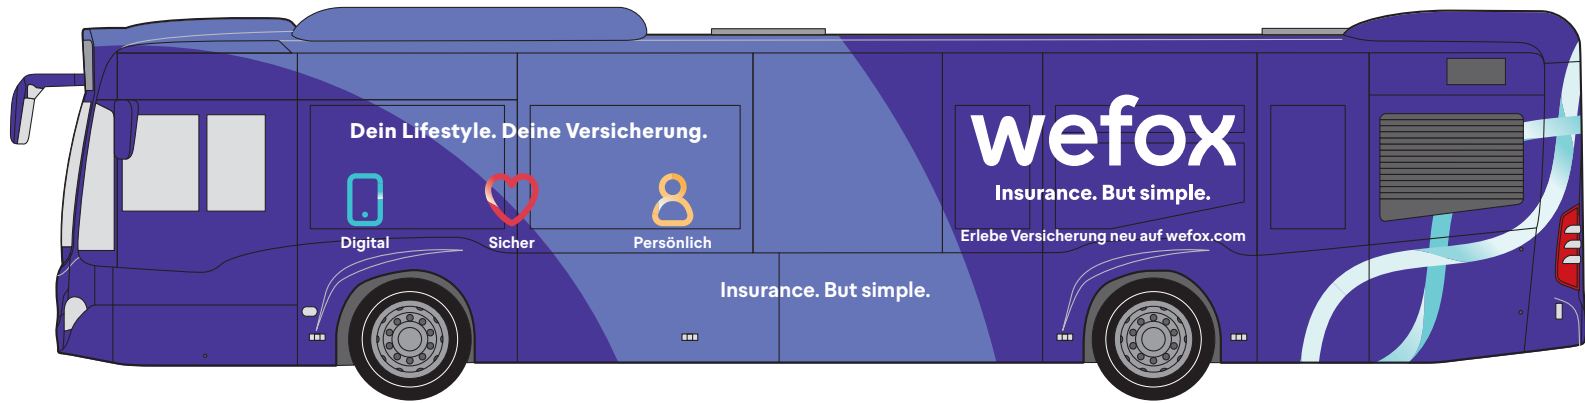 Dein Lifestyle. Deine Versicherung.
Digital
Sicher
Persönlich
Insurance. But simple.
wefox
Insurance. But simple.
Erlebe Versicherung neu auf wefox.com